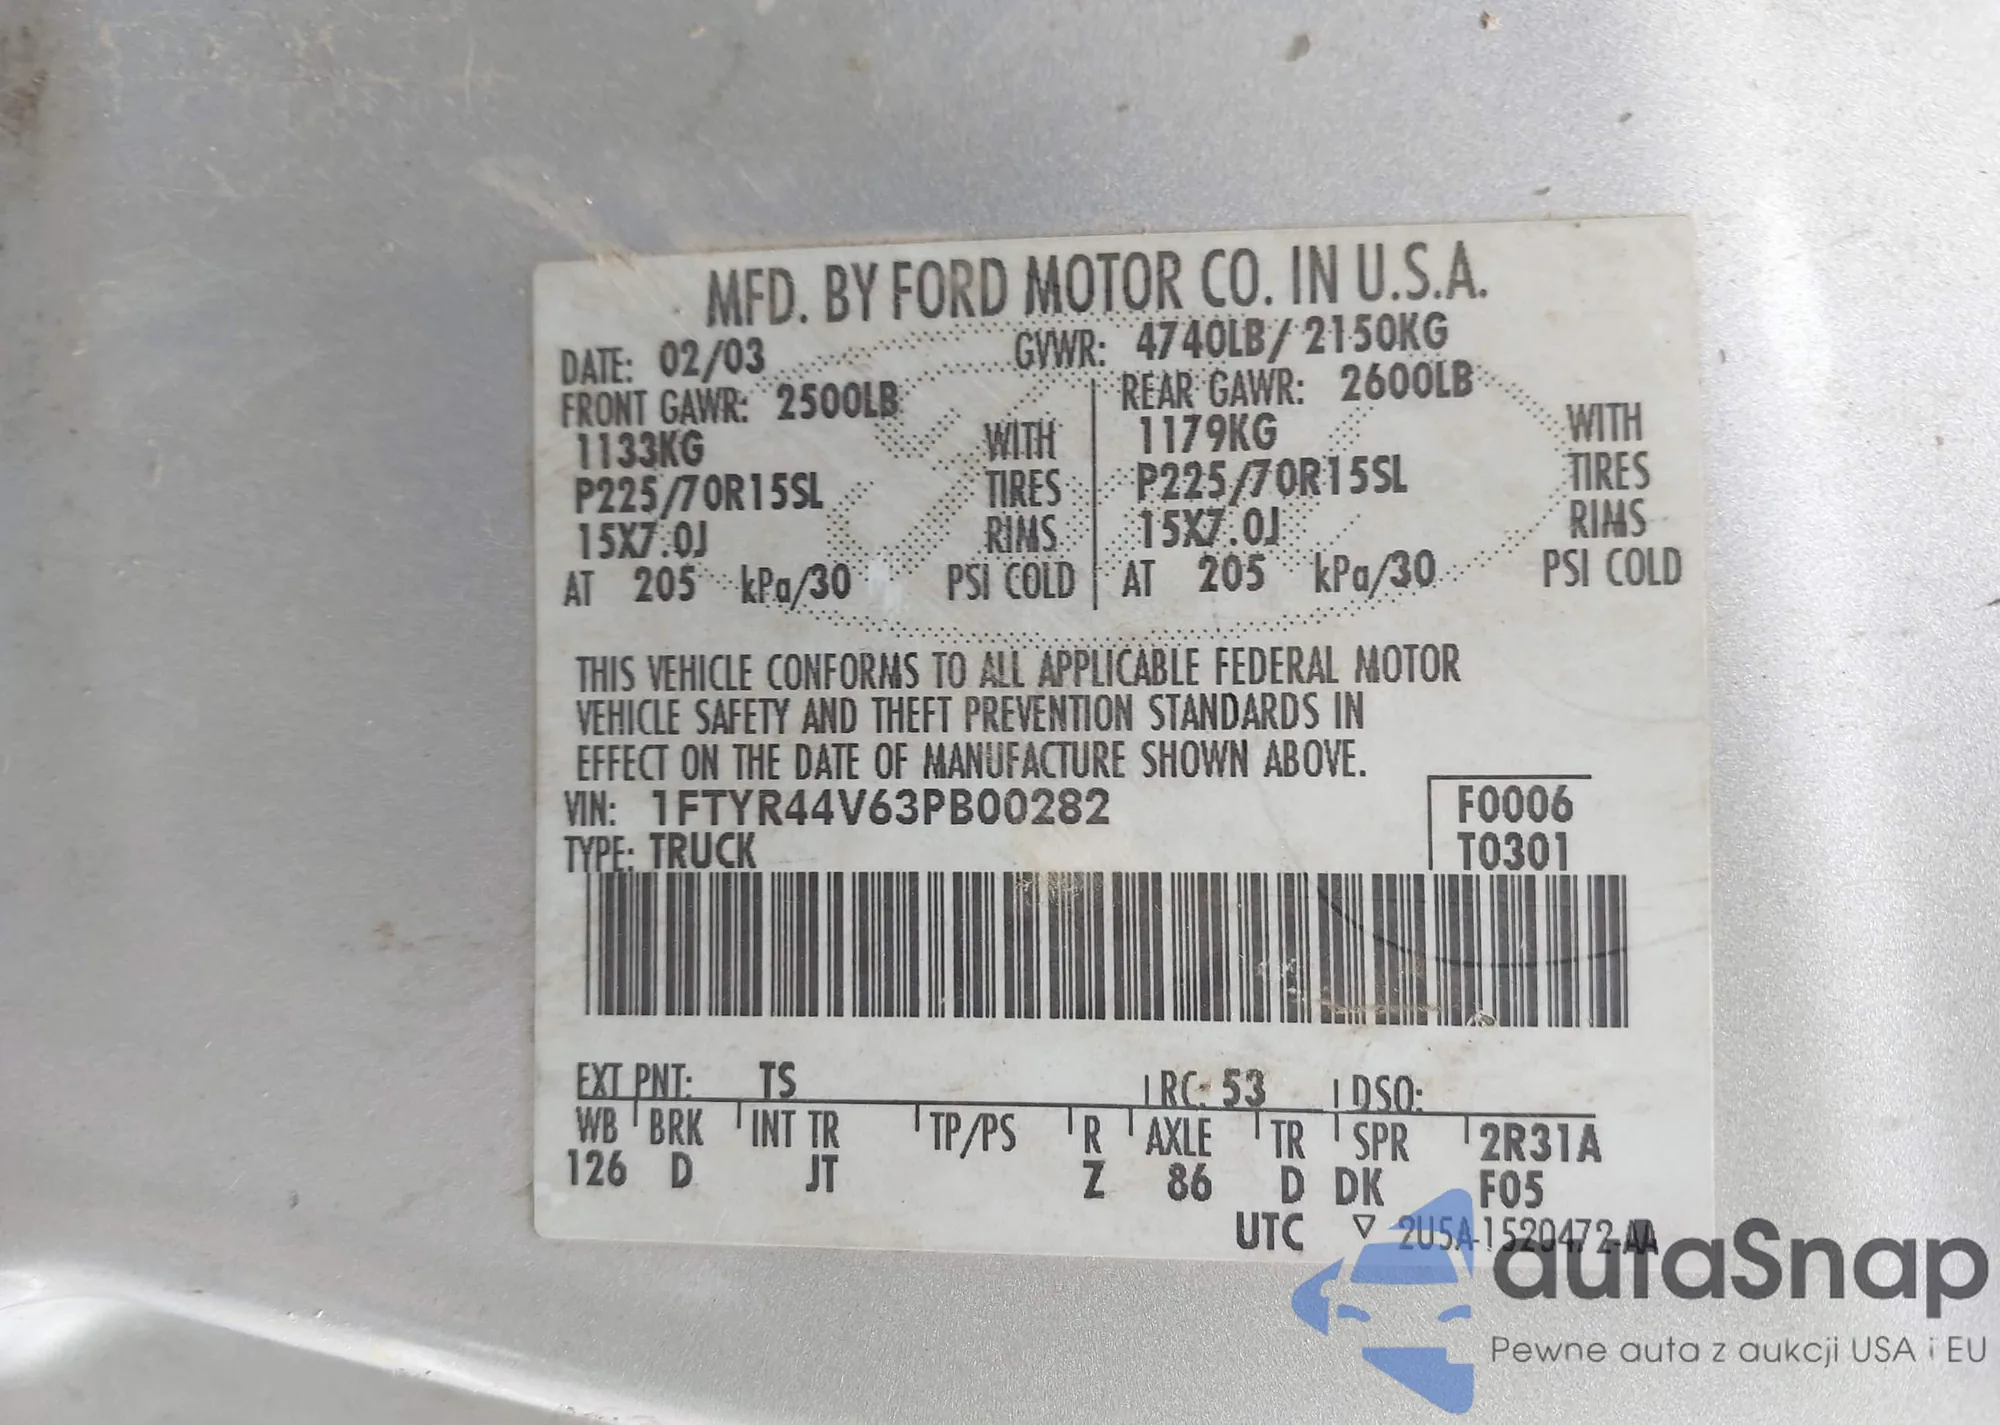 MFD. BY FORD MOTOR CO. IN U.S.A.
DATE: 02/03 GVWR: 4740LB/ 2150KG
FRONT GAWR: 2500LB REAR GAWR: 2600LB
1133KG WITH 1179KG WITH
P225/70R15SL TIRES P225/70R15SL TIRES
15X7.0J RIMS 15X7.0J RIMS
AT 205 kPa/30 PSI COLD AT 205 kPa/30 PSI COLD
THIS VEHICLE CONFORMS TO ALL APPLICABLE FEDERAL MOTOR
VEHICLE SAFETY AND THEFT PREVENTION STANDARDS IN
EFFECT ON THE DATE OF MANUFACTURE SHOWN ABOVE.
VIN: 1FTYR44V63PB00282 F0006
TYPE: TRUCK T0301
EXT PNT: TS RC: 53 DSO:
WB BRK INT TR TP/PS R AXLE TR SPR 2R31A
126 D JT Z 86 D DK F05
UTC ▽ 2U5A-1520472-AA
autaSnap
Pewne auta z aukcji USA i EU